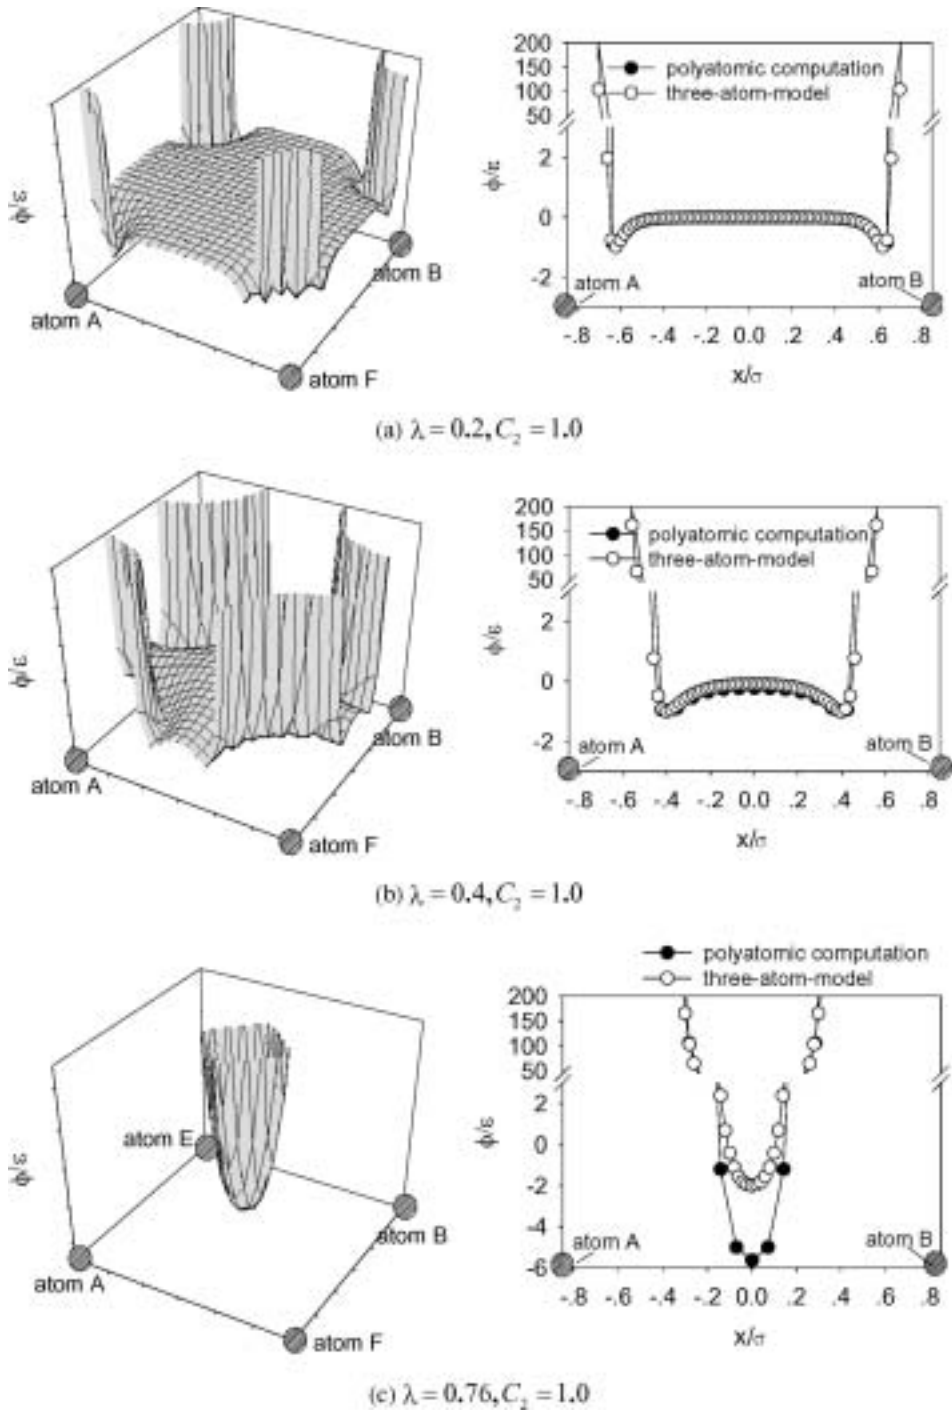 φ/ε
atom A
atom B
atom F
200
150
100
50
2
0
-2
φ/ε
polyatomic computation
three-atom-model
atom A
atom B
-.8 -.6 -.4 -.2 0.0 .2 .4 .6 .8
x/σ
(a) λ = 0.2, C₂ = 1.0
φ/ε
atom A
atom B
atom F
200
150
100
50
2
0
-2
φ/ε
polyatomic computation
three-atom-model
atom A
atom B
-.8 -.6 -.4 -.2 0.0 .2 .4 .6 .8
x/σ
(b) λ = 0.4, C₂ = 1.0
φ/ε
atom E
atom A
atom B
atom F
polyatomic computation
three-atom-model
200
150
100
50
2
0
-2
-4
-6
φ/ε
atom A
atom B
-.8 -.6 -.4 -.2 0.0 .2 .4 .6 .8
x/σ
(c) λ = 0.76, C₂ = 1.0